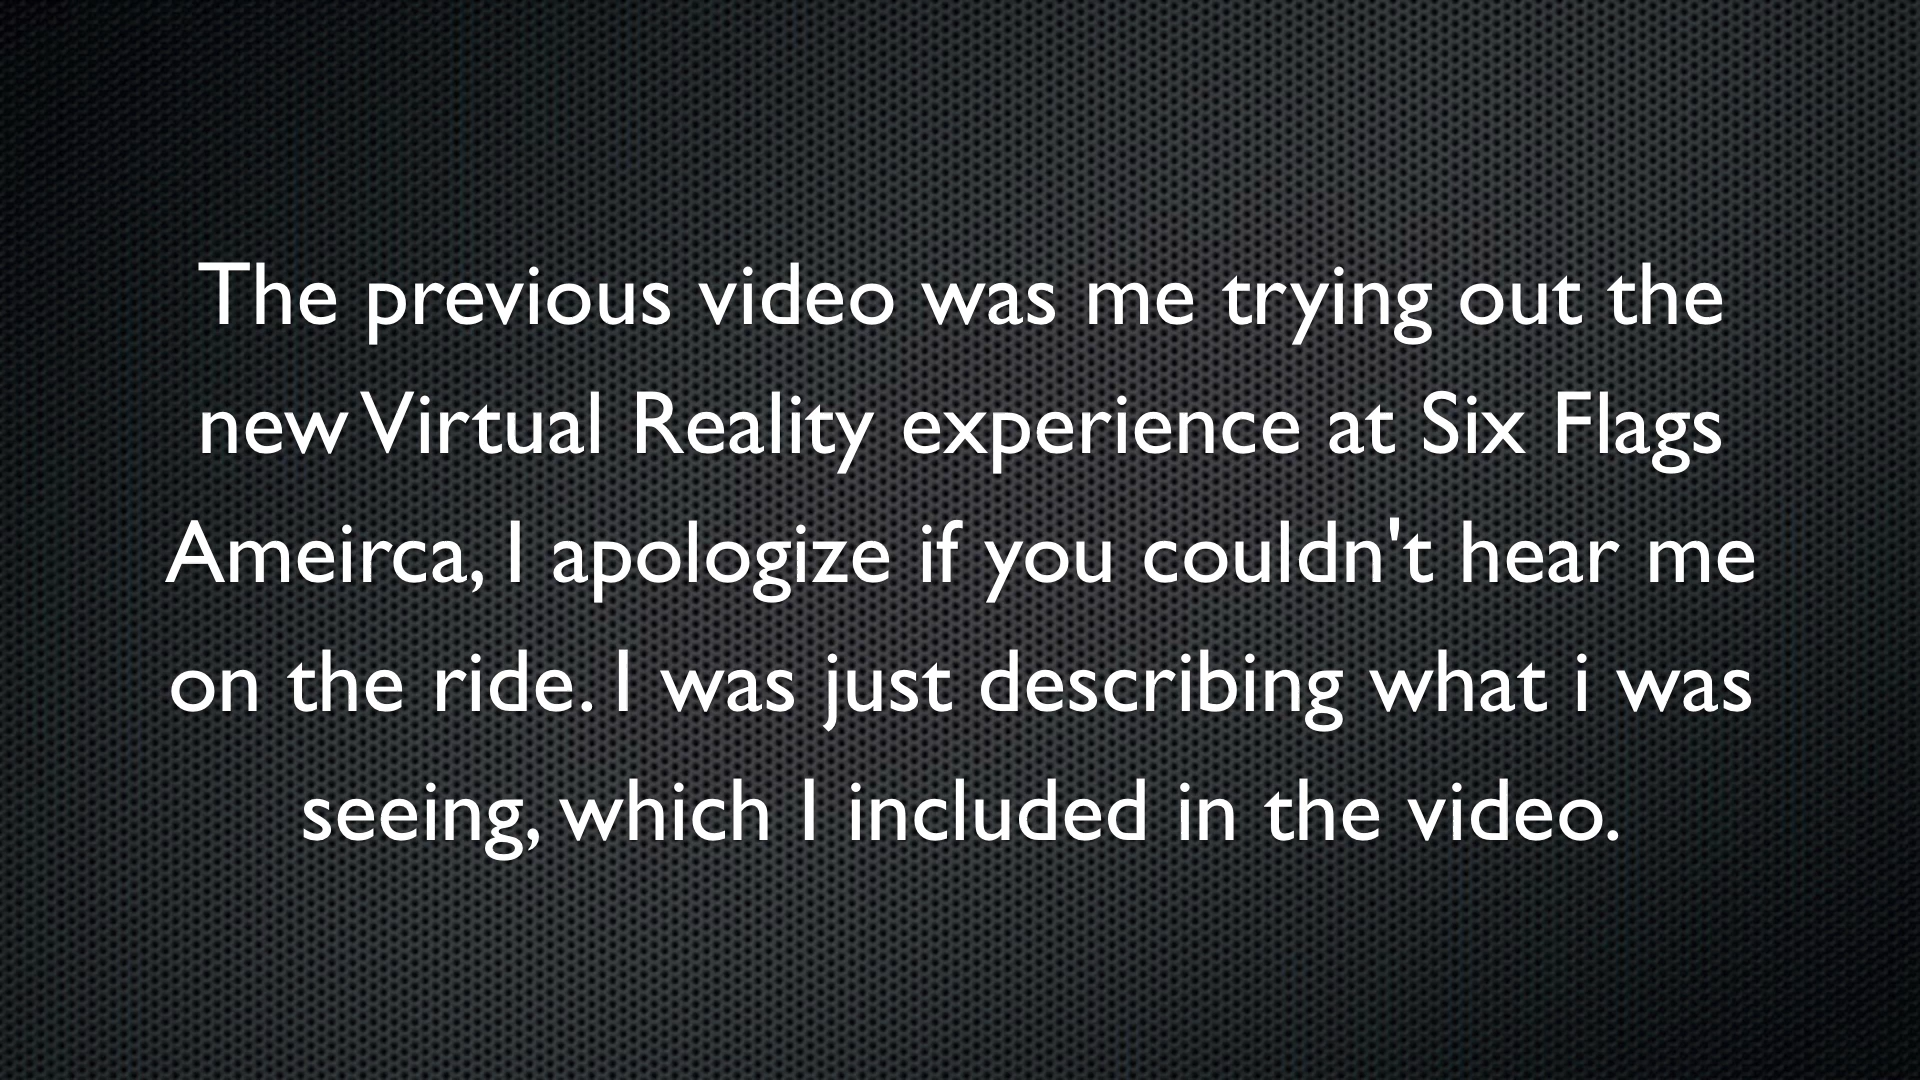 The previous video was me trying out the
new Virtual Reality experience at Six Flags
Ameirca, I apologize if you couldn't hear me
on the ride. I was just describing what i was
seeing, which I included in the video.